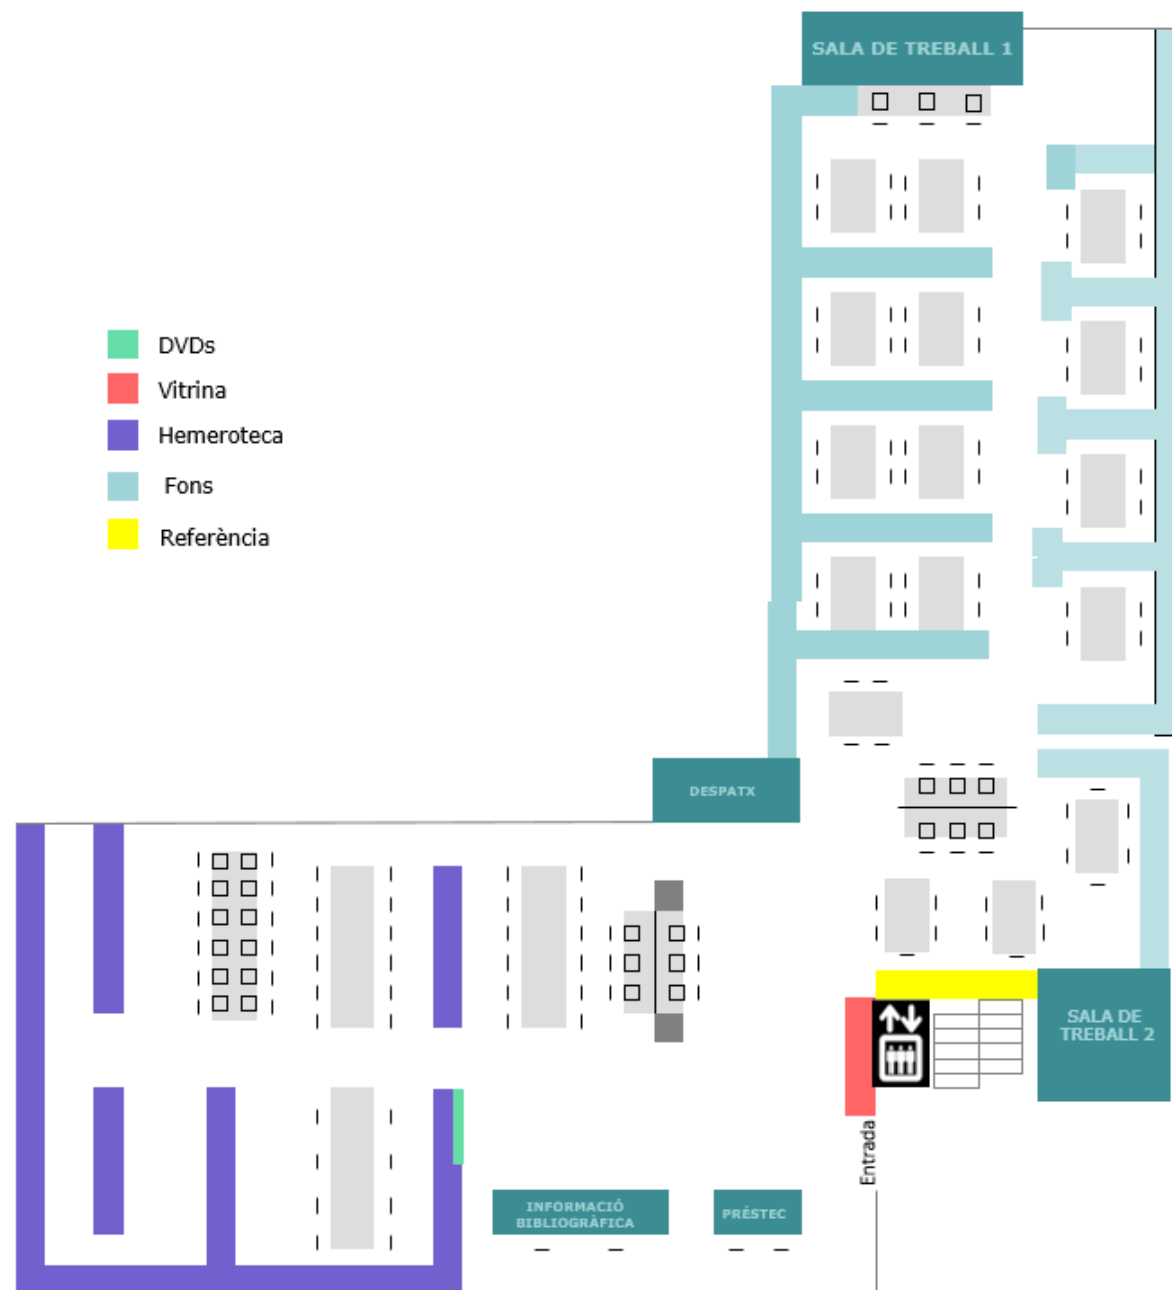 SALA DE TREBALL 1
DVDs
Vitrina
Hemeroteca
Fons
Referència
DESPATX
SALA DE
TREBALL 2
Entrada
INFORMACIÓ
BIBLIOGRÀFICA
PRÉSTEC